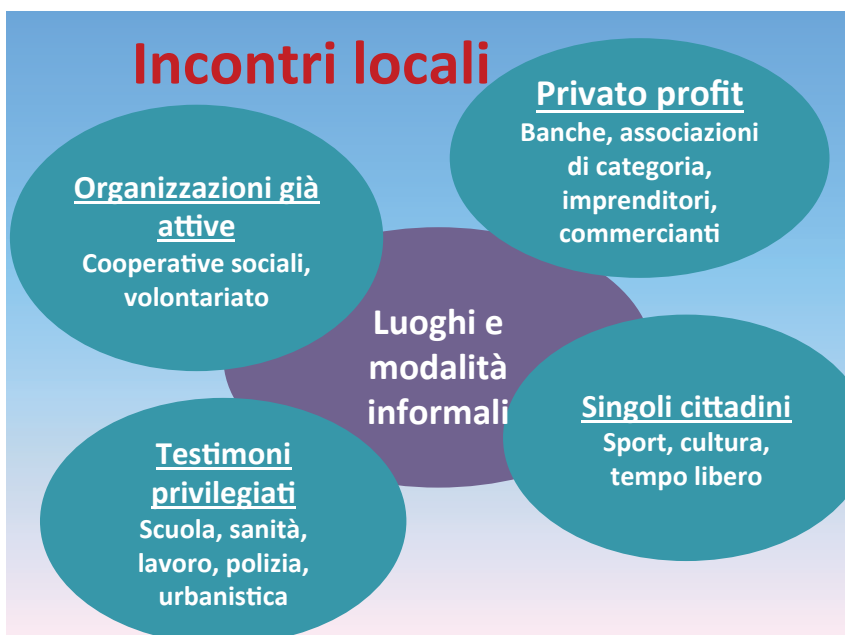 Incontri locali
Privato profit
Banche, associazioni
di categoria,
imprenditori,
commercianti
Organizzazioni già
attive
Cooperative sociali,
volontariato
Luoghi e
modalità
informali
Singoli cittadini
Sport, cultura,
tempo libero
Testimoni
privilegiati
Scuola, sanità,
lavoro, polizia,
urbanistica